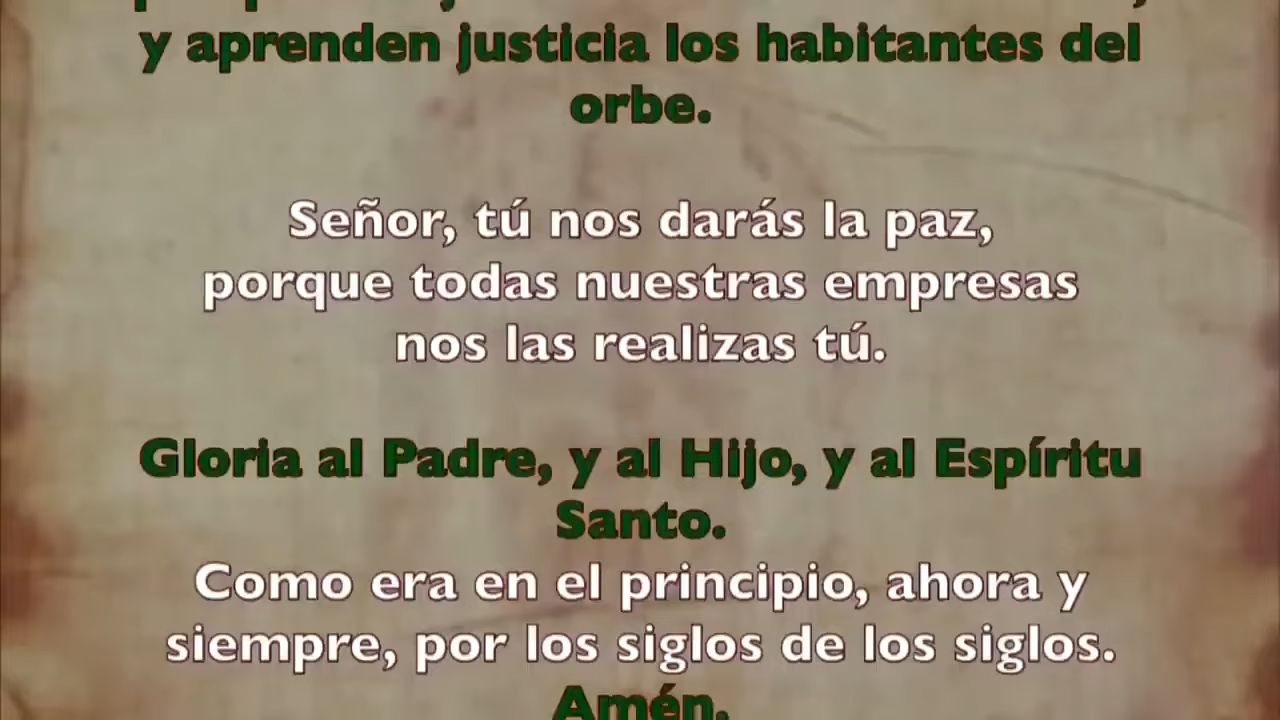 y aprenden justicia los habitantes del
orbe.
Señor, tú nos darás la paz,
porque todas nuestras empresas
nos las realizas tú.
Gloria al Padre, y al Hijo, y al Espíritu
Santo.
Como era en el principio, ahora y
siempre, por los siglos de los siglos.
Amén.